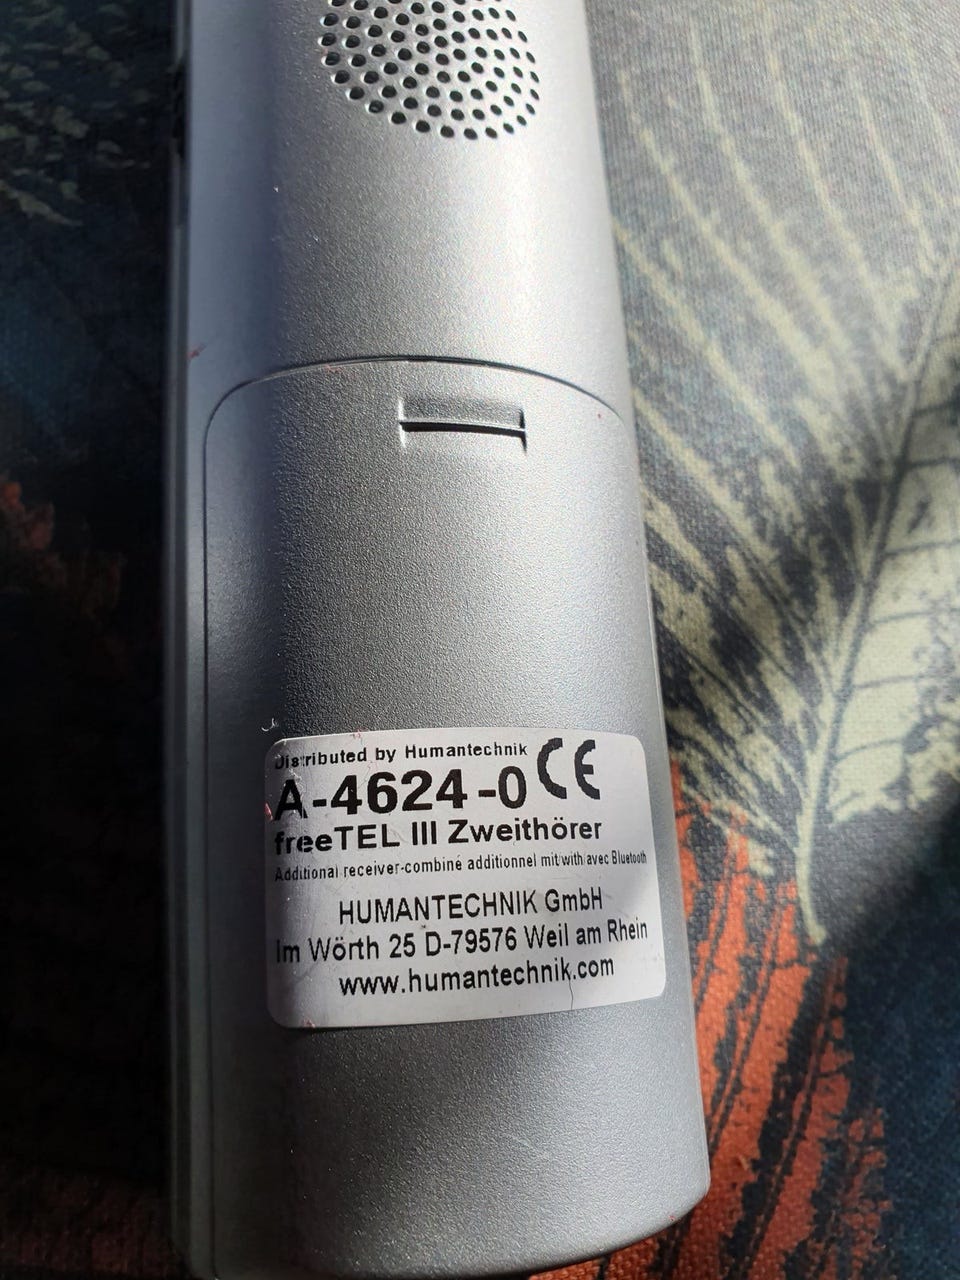 Distributed by Humantechnik CE
A-4624-0
freeTEL III Zweithörer
Additional receiver-combiné additionnel mit/with/avec Bluetooth
HUMANTECHNIK GmbH
Im Wörth 25 D-79576 Weil am Rhein
www.humantechnik.com